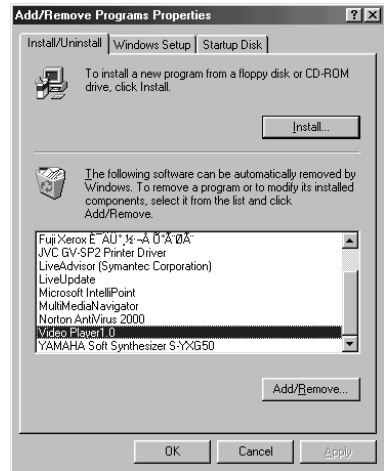 Add/Remove Programs Properties
Install/Uninstall Windows Setup Startup Disk
To install a new program from a floppy disk or CD-ROM
drive, click Install.
Install...
The following software can be automatically removed by
Windows. To remove a program or to modify its installed
components, select it from the list and click
Add/Remove.
Fuji Xerox
JVC GV-SP2 Printer Driver
LiveAdvisor (Symantec Corporation)
LiveUpdate
Microsoft IntelliPoint
MultiMediaNavigator
Norton AntiVirus 2000
Video Player1.0
YAMAHA Soft Synthesizer S-YXG50
Add/Remove...
OK Cancel Apply